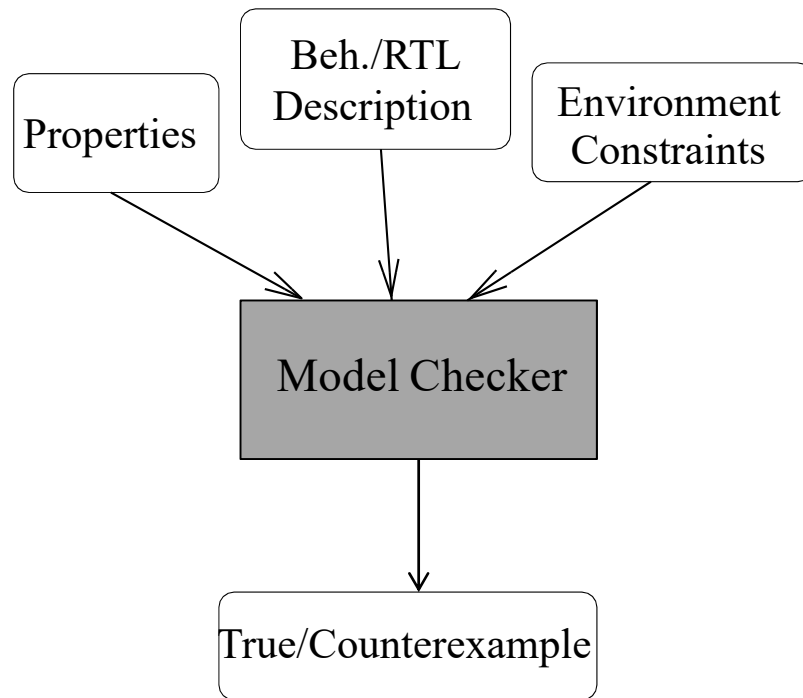 Properties
Beh./RTL
Description
Environment
Constraints
Model Checker
True/Counterexample